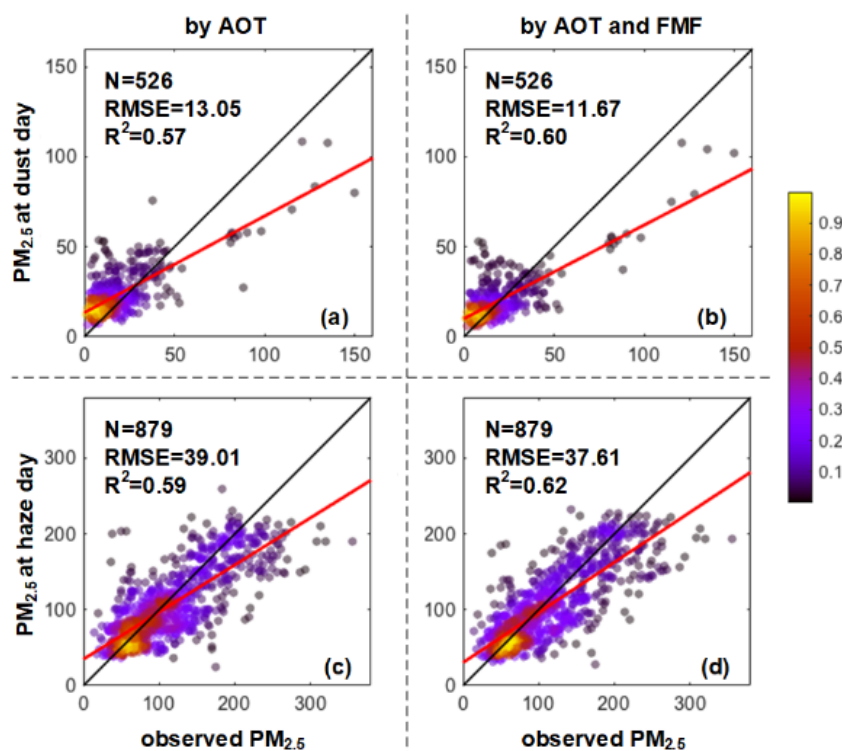 by AOT
by AOT and FMF
PM2.5 at dust day
150
100
50
0
N=526
RMSE=13.05
R²=0.57
(a)
0
50
100
150
150
100
50
0
N=526
RMSE=11.67
R²=0.60
(b)
0
50
100
150
0.9
0.8
0.7
0.6
0.5
0.4
0.3
0.2
0.1
PM2.5 at haze day
300
200
100
0
N=879
RMSE=39.01
R²=0.59
(c)
0
100
200
300
observed PM2.5
300
200
100
0
N=879
RMSE=37.61
R²=0.62
(d)
0
100
200
300
observed PM2.5